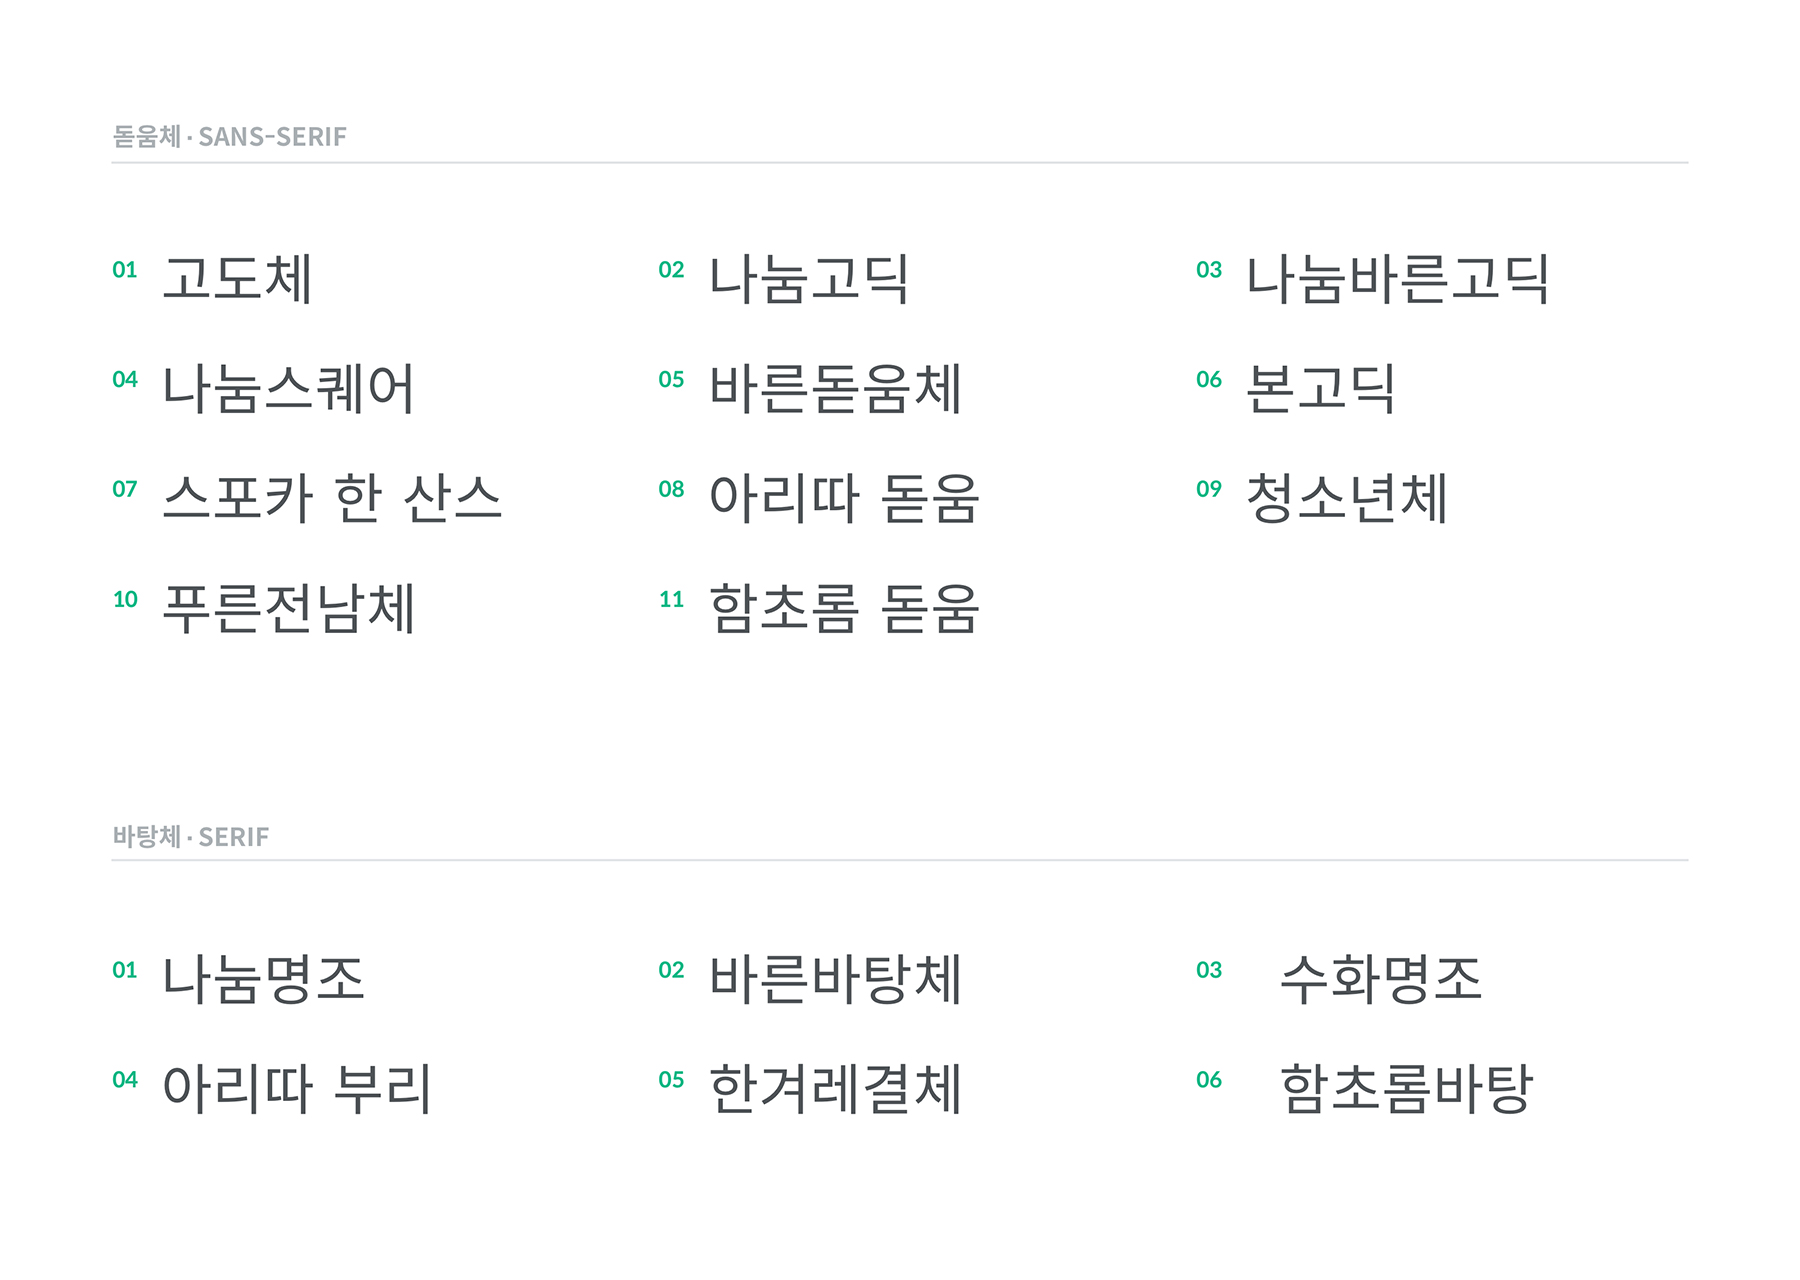 돋움체 · SANS-SERIF
01 고도체 02 나눔고딕 03 나눔바른고딕
04 나눔스퀘어 05 바른돋움체 06 본고딕
07 스포카 한 산스 08 아리따 돋움 09 청소년체
10 푸른전남체 11 함초롬 돋움
바탕체 · SERIF
01 나눔명조 02 바른바탕체 03 수화명조
04 아리따 부리 05 한겨레결체 06 함초롬바탕